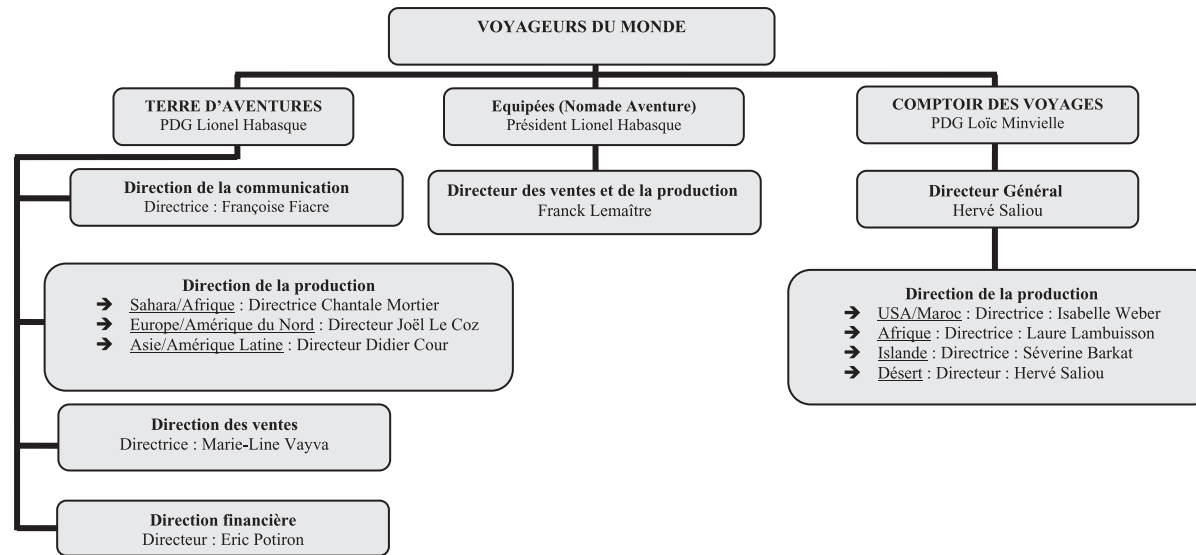 VOYAGEURS DU MONDE
TERRE D’AVENTURES
PDG Lionel Habasque
Equipées (Nomade Aventure)
Président Lionel Habasque
COMPTOIR DES VOYAGES
PDG Loïc Minvielle
Direction de la communication
Directrice : Françoise Fiacre
Directeur des ventes et de la production
Franck Lemaître
Directeur Général
Hervé Saliou
Direction de la production
➔ Sahara/Afrique : Directrice Chantale Mortier
➔ Europe/Amérique du Nord : Directeur Joël Le Coz
➔ Asie/Amérique Latine : Directeur Didier Cour
Direction de la production
➔ USA/Maroc : Directrice : Isabelle Weber
➔ Afrique : Directrice : Laure Lambuisson
➔ Islande : Directrice : Séverine Barkat
➔ Désert : Directeur : Hervé Saliou
Direction des ventes
Directrice : Marie-Line Vayva
Direction financière
Directeur : Eric Potiron